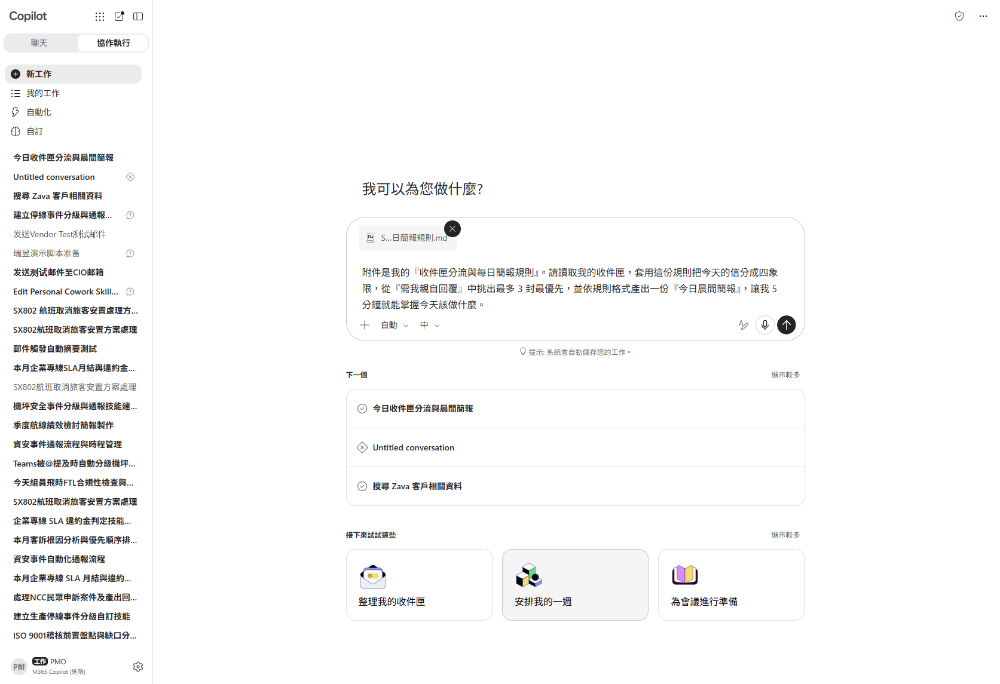 Copilot
聊天
協作執行
新工作
我的工作
自動化
自訂
今日收件匣分流與晨間簡報
Untitled conversation
搜尋 Zava 客戶相關資料
建立停線事件分級與通報...
发送Vendor Test测试邮件
瑞昱演示脚本准备
发送测试邮件至CIO邮箱
Edit Personal Cowork Skill...
SX802 航班取消旅客安置處理方...
SX802航班取消旅客安置方案處理
郵件觸發自動摘要測試
本月企業專線SLA月結與違約金...
SX802航班取消旅客安置方案處理
機坪安全事件分級與通報技能建...
季度航線績效檢討簡報製作
資安事件通報流程與時程管理
Teams被@提及時自動分級機坪...
今天組員飛時FTL合規性檢查與...
SX802航班取消旅客安置方案處理
企業專線 SLA 違約金判定技能...
本月客訴根因分析與優先順序排...
資安事件自動化通報流程
本月企業專線 SLA 月結與違約...
處理NCC民眾申訴案件及產出回...
建立生產停線事件分級自訂技能
ISO 9001稽核前置盤點與缺口分...
P辦
工作 PMO
M365 Copilot (進階)
我可以為您做什麼?
S...日簡報規則.md
附件是我的『收件匣分流與每日簡報規則』。請讀取我的收件匣，套用這份規則把今天的信分成四象
限，從『需我親自回覆』中挑出最多 3 封最優先，並依規則格式產出一份『今日晨間簡報』，讓我 5
分鐘就能掌握今天該做什麼。
自動
中
提示: 系統會自動儲存您的工作。
下一個
顯示較多
今日收件匣分流與晨間簡報
Untitled conversation
搜尋 Zava 客戶相關資料
接下來試試這些
顯示較多
整理我的收件匣
安排我的一週
為會議進行準備